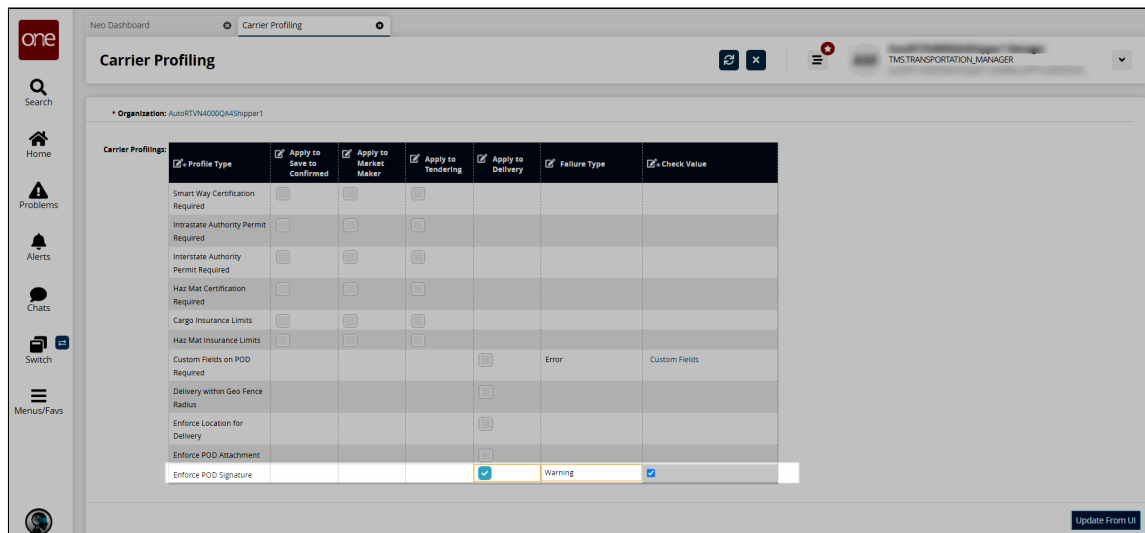 one
Neo Dashboard
Carrier Profiling
Carrier Profiling
TMS.TRANSPORTATION_MANAGER
Search
Home
Problems
Alerts
Chats
Switch
Menus/Favs
* Organization: AutoRTVN4000QA4Shipper1
Carrier Profilings:
Profile Type
Apply to
Save to
Confirmed
Apply to
Market
Maker
Apply to
Tendering
Apply to
Delivery
Failure Type
Check Value
Smart Way Certification
Required
Intrastate Authority Permit
Required
Interstate Authority
Permit Required
Haz Mat Certification
Required
Cargo Insurance Limits
Haz Mat Insurance Limits
Custom Fields on POD
Required
Error
Custom Fields
Delivery within Geo Fence
Radius
Enforce Location for
Delivery
Enforce POD Attachment
Enforce POD Signature
Warning
Update From UI